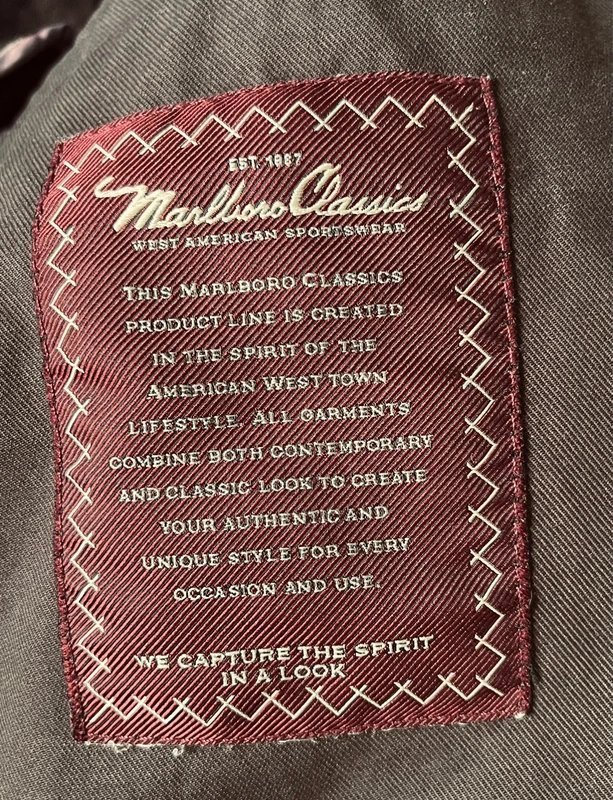 EST. 1987
Marlboro Classics
WEST AMERICAN SPORTSWEAR
THIS MARLBORO CLASSICS
PRODUCT LINE IS CREATED
IN THE SPIRIT OF THE
AMERICAN WEST TOWN
LIFESTYLE. ALL GARMENTS
COMBINE BOTH CONTEMPORARY
AND CLASSIC LOOK TO CREATE
YOUR AUTHENTIC AND
UNIQUE STYLE FOR EVERY
OCCASION AND USE.
WE CAPTURE THE SPIRIT
IN A LOOK